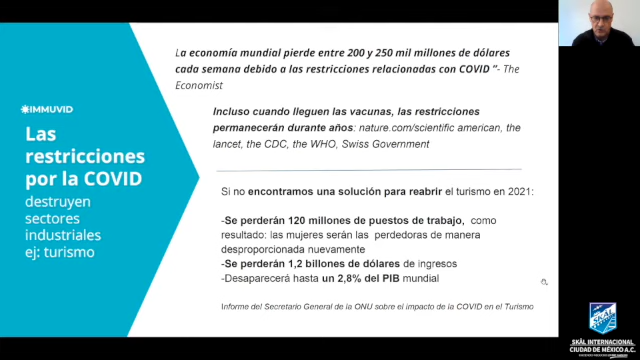 La economía mundial pierde entre 200 y 250 mil millones de dólares
cada semana debido a las restricciones relacionadas con COVID ”- The
Economist
Incluso cuando lleguen las vacunas, las restricciones
permanecerán durante años: nature.com/scientific american, the
lancet, the CDC, the WHO, Swiss Government
IMMUVID
Las
restricciones
por la COVID
destruyen
sectores
industriales
ej: turismo
Si no encontramos una solución para reabrir el turismo en 2021:
-Se perderán 120 millones de puestos de trabajo, como
resultado: las mujeres serán las perdedoras de manera
desproporcionada nuevamente
-Se perderán 1,2 billones de dólares de ingresos
-Desaparecerá hasta un 2,8% del PIB mundial
Informe del Secretario General de la ONU sobre el impacto de la COVID en el Turismo
SKÅL
SKÅL INTERNACIONAL
CIUDAD DE MÉXICO A.C.